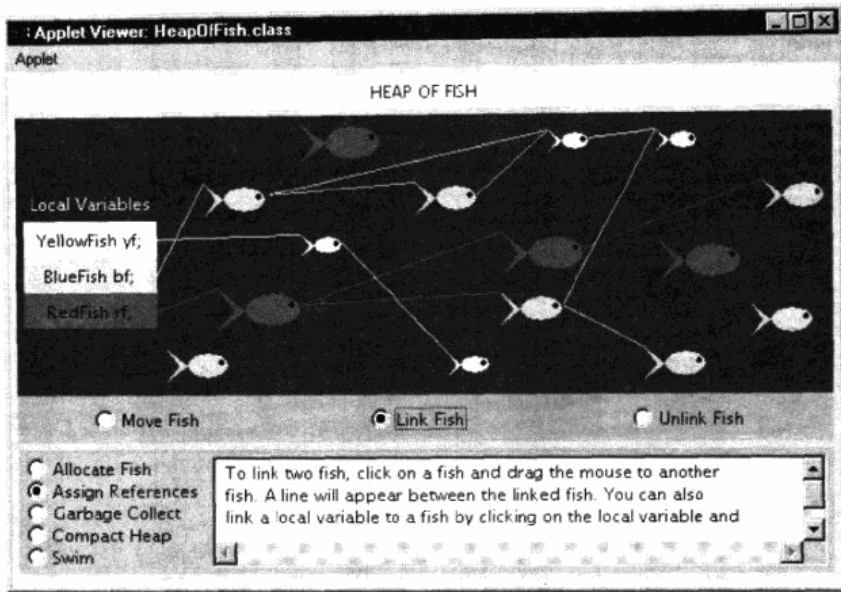 Applet Viewer: HeapOfFish.class
Applet
HEAP OF FISH
Local Variables
YellowFish yf;
BlueFish bf;
RedFish rf;
Move Fish
Link Fish
Unlink Fish
Allocate Fish
Assign References
Garbage Collect
Compact Heap
Swim
To link two fish, click on a fish and drag the mouse to another
fish. A line will appear between the linked fish. You can also
link a local variable to a fish by clicking on the local variable and